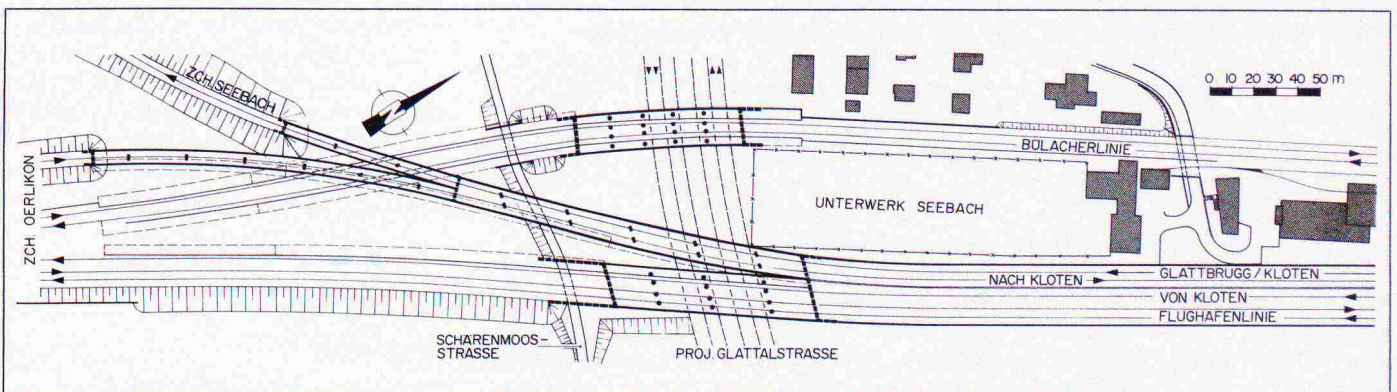 ZCH. SEEBACH
0 10 20 30 40 50 m
BÜLACHERLINIE
ZCH. OERLIKON
UNTERWERK SEEBACH
GLATTBRUGG / KLOTEN
NACH KLOTEN
VON KLOTEN
FLUGHAFENLINIE
SCHÄRENMOOS-
STRASSE
PROJ. GLATTALSTRASSE